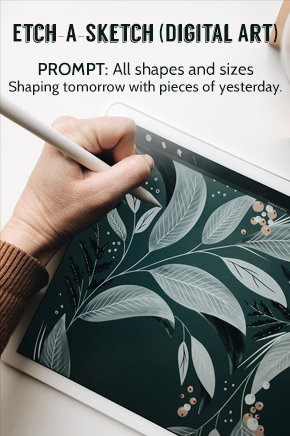 ETCH-A-SKETCH (DIGITAL ART)
PROMPT: All shapes and sizes
Shaping tomorrow with pieces of yesterday.